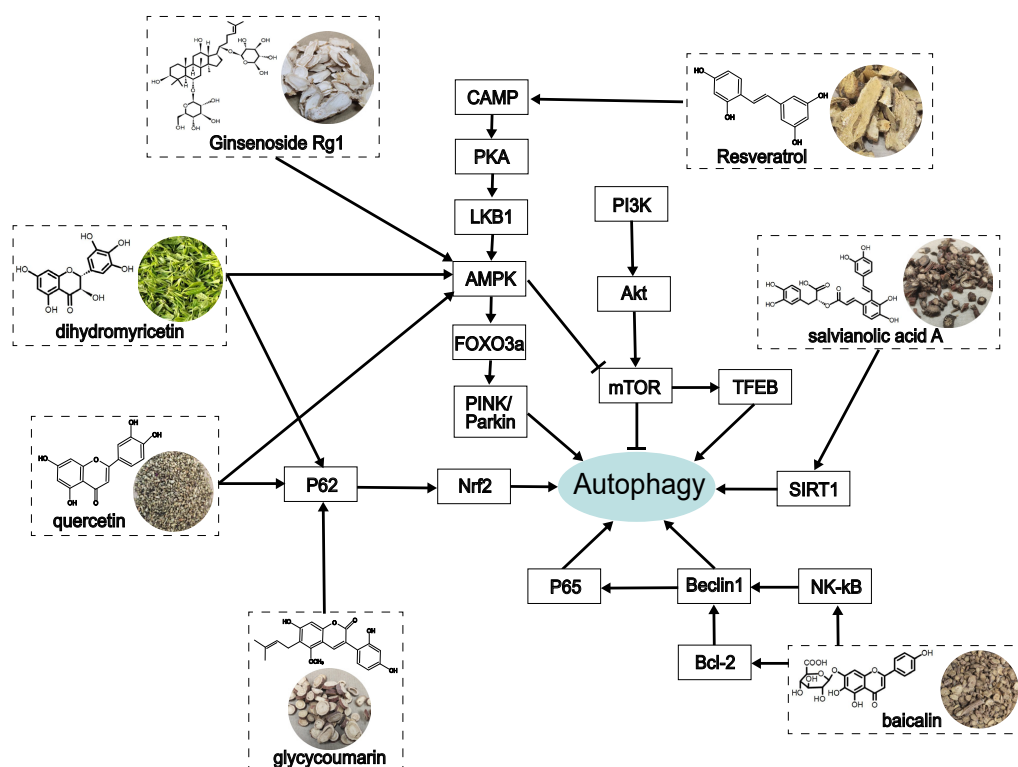 Ginsenoside Rg1
Resveratrol
CAMP
PKA
LKB1
AMPK
FOXO3a
PINK/
Parkin
PI3K
Akt
mTOR
TFEB
dihydromyricetin
salvianolic acid A
quercetin
P62
Nrf2
Autophagy
SIRT1
P65
Beclin1
NK-kB
Bcl-2
glycycoumarin
baicalin